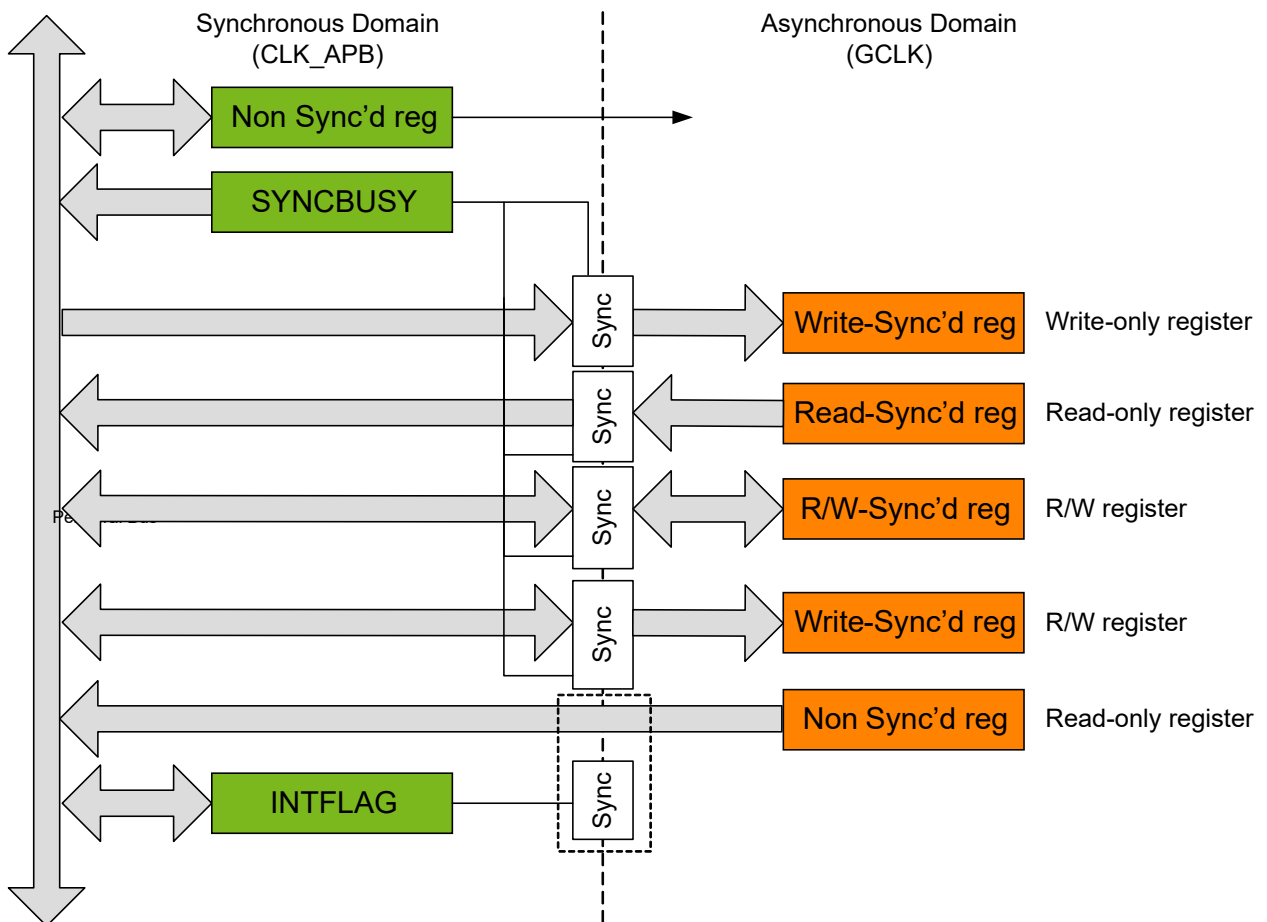 Synchronous Domain
(CLK_APB)
Asynchronous Domain
(GCLK)
Non Sync'd reg
SYNCBUSY
Sync
Write-Sync'd reg
Write-only register
Sync
Read-Sync'd reg
Read-only register
Sync
R/W-Sync'd reg
R/W register
Sync
Write-Sync'd reg
R/W register
Non Sync'd reg
Read-only register
INTFLAG
Sync